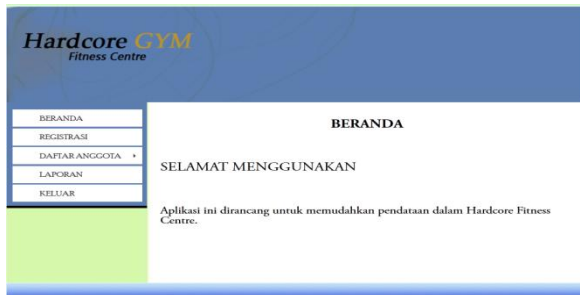 Hardcore GYM
Fitness Centre
BERANDA
REGISTRASI
DAFTAR ANGGOTA
LAPORAN
KELUAR
BERANDA
SELAMAT MENGGUNAKAN
Aplikasi ini dirancang untuk memudahkan pendataan dalam Hardcore Fitness
Centre.